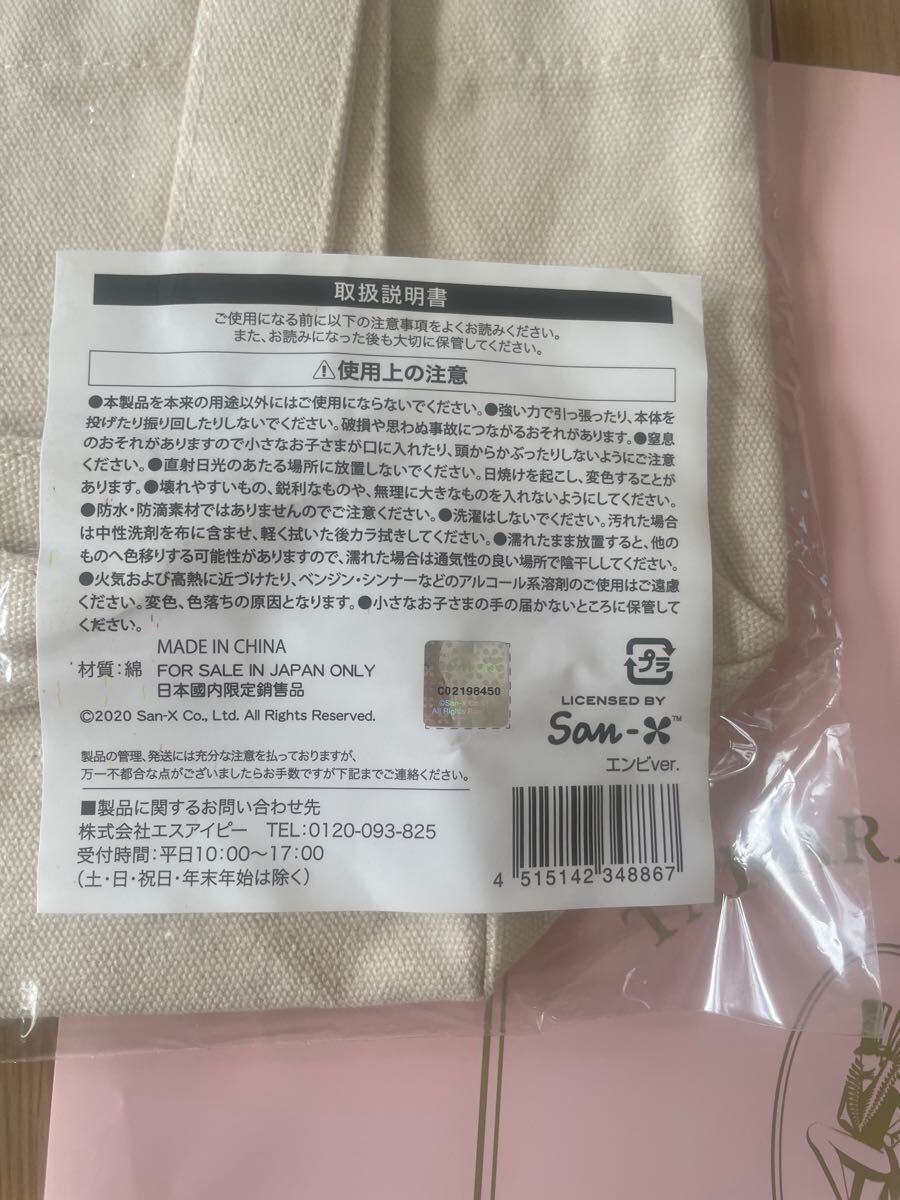 取扱説明書
ご使用になる前に以下の注意事項をよくお読みください。
また、お読みになった後も大切に保管してください。
⚠使用上の注意
●本製品を本来の用途以外にはご使用にならないでください。●強い力で引っ張ったり、本体を
投げたり振り回したりしないでください。破損や思わぬ事故につながるおそれがあります。●窒息
のおそれがありますので小さなお子さまが口に入れたり、頭からかぶったりしないようにご注意
ください。●直射日光のあたる場所に放置しないでください。日焼けを起こし、変色することが
あります。●壊れやすいもの、鋭利なものや、無理に大きなものを入れないようにしてください。
●防水・防滴素材ではありませんのでご注意ください。●洗濯はしないでください。汚れた場合
は中性洗剤を布に含ませ、軽く拭いた後カラ拭きしてください。●濡れたまま放置すると、他の
ものへ色移りする可能性がありますので、濡れた場合は通気性の良い場所で陰干ししてください。
●火気および高熱に近づけたり、ベンジン・シンナーなどのアルコール系溶剤のご使用はご遠慮
ください。変色、色落ちの原因となります。●小さなお子さまの手の届かないところに保管して
ください。
MADE IN CHINA
材質：綿 FOR SALE IN JAPAN ONLY
日本國内限定銷售品
©2020 San-X Co., Ltd. All Rights Reserved.
C02198450
©San-X Co.
All Rights Res
プラ
LICENSED BY
San-X™
エンビver.
製品の管理、発送には充分な注意を払っておりますが、
万一不都合な点がございましたらお手数ですが下記までご連絡ください。
■製品に関するお問い合わせ先
株式会社エスアイピー TEL:0120-093-825
受付時間：平日10:00〜17:00
（土・日・祝日・年末年始は除く）
4 515142 348867